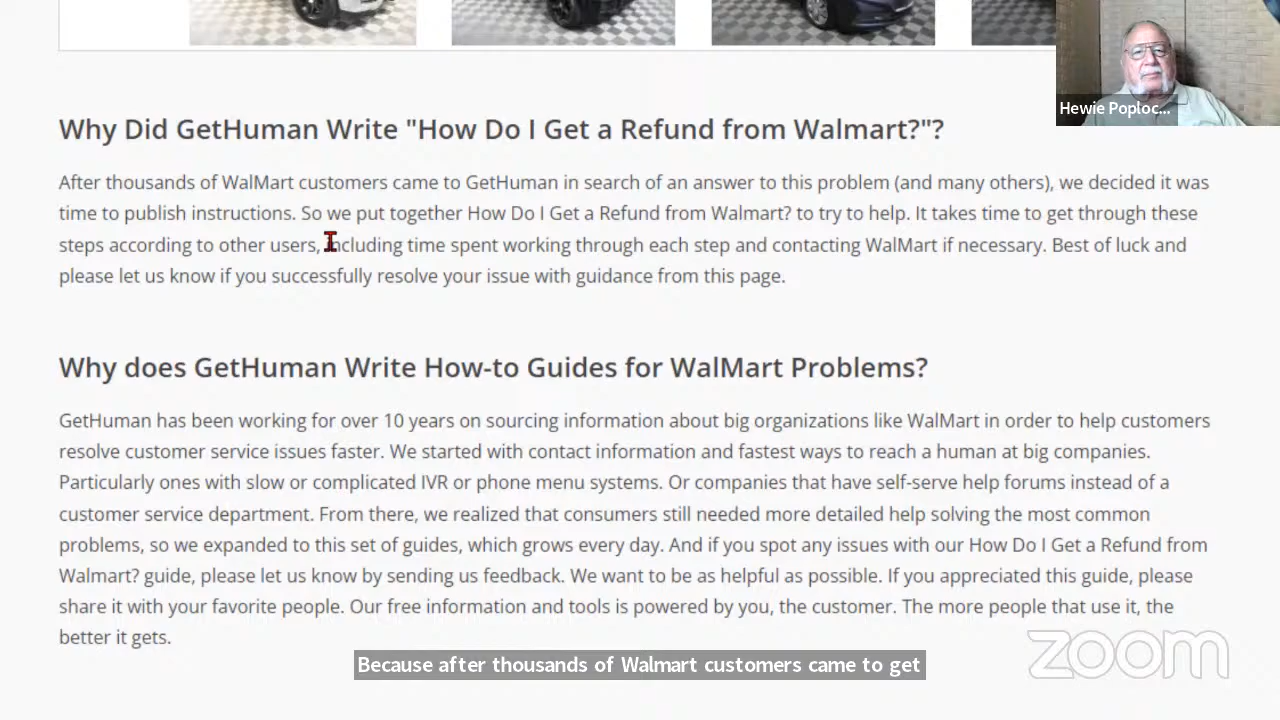 Hewie Poploc...
Why Did GetHuman Write "How Do I Get a Refund from Walmart?"?
After thousands of WalMart customers came to GetHuman in search of an answer to this problem (and many others), we decided it was
time to publish instructions. So we put together How Do I Get a Refund from Walmart? to try to help. It takes time to get through these
steps according to other users, including time spent working through each step and contacting WalMart if necessary. Best of luck and
please let us know if you successfully resolve your issue with guidance from this page.
Why does GetHuman Write How-to Guides for WalMart Problems?
GetHuman has been working for over 10 years on sourcing information about big organizations like WalMart in order to help customers
resolve customer service issues faster. We started with contact information and fastest ways to reach a human at big companies.
Particularly ones with slow or complicated IVR or phone menu systems. Or companies that have self-serve help forums instead of a
customer service department. From there, we realized that consumers still needed more detailed help solving the most common
problems, so we expanded to this set of guides, which grows every day. And if you spot any issues with our How Do I Get a Refund from
Walmart? guide, please let us know by sending us feedback. We want to be as helpful as possible. If you appreciated this guide, please
share it with your favorite people. Our free information and tools is powered by you, the customer. The more people that use it, the
better it gets.
zoom
Because after thousands of Walmart customers came to get